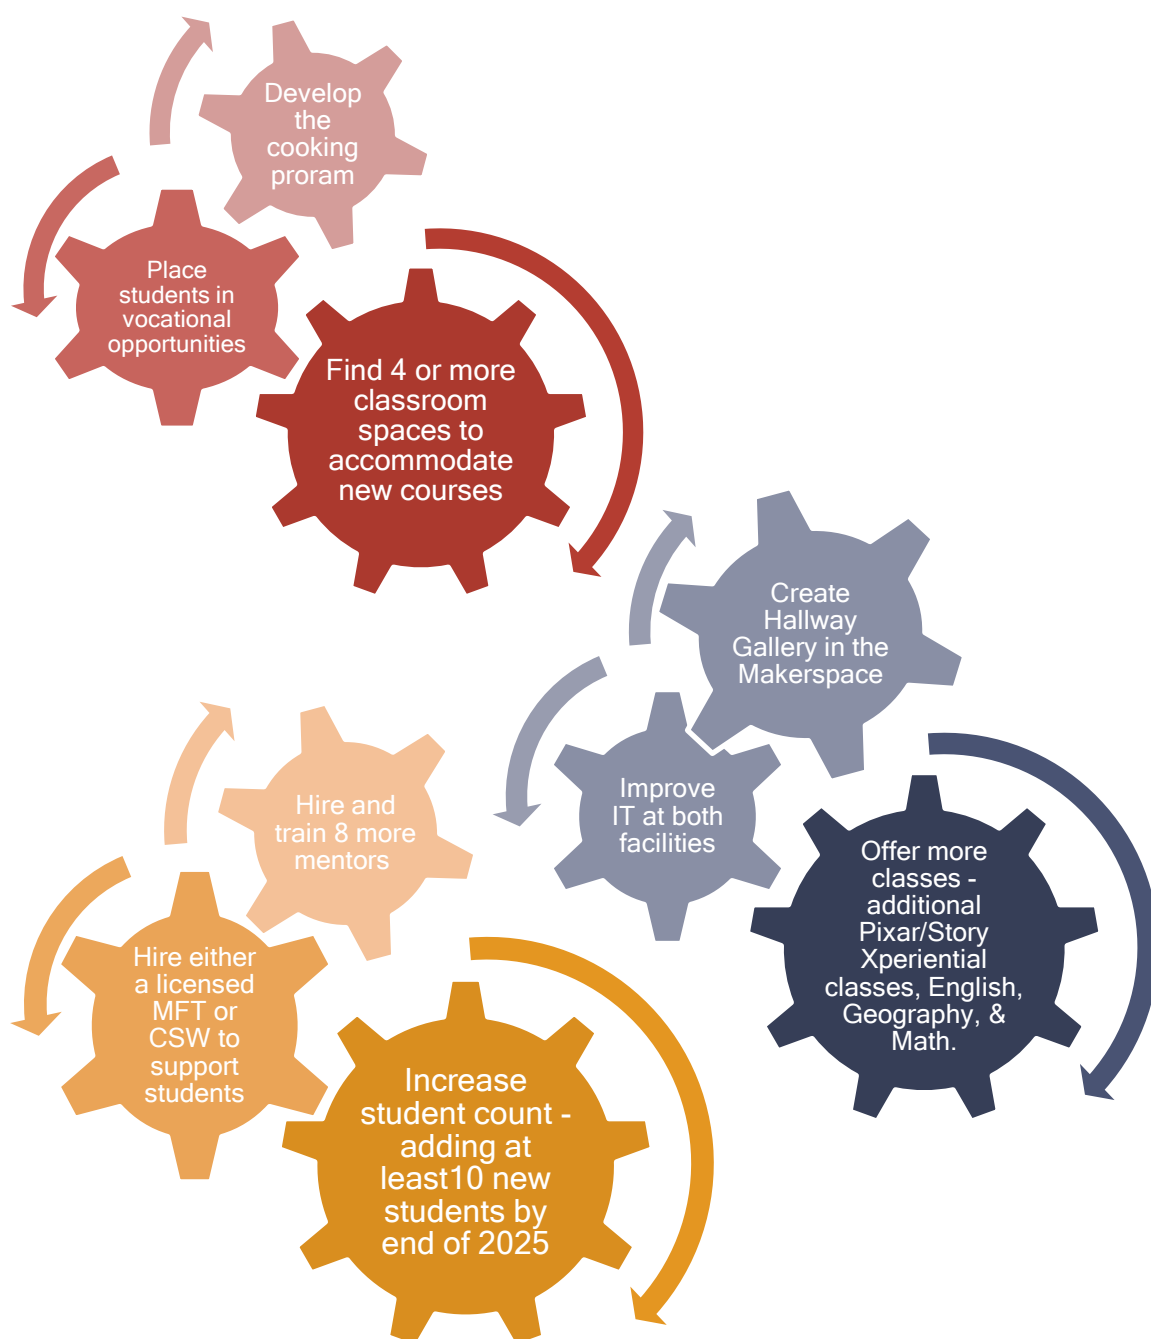 Develop
the
cooking
proram
Place
students in
vocational
opportunities
Find 4 or more
classroom
spaces to
accommodate
new courses
Create
Hallway
Gallery in the
Makerspace
Improve
IT at both
facilities
Offer more
classes -
additional
Pixar/Story
Xperiential
classes, English,
Geography, &
Math.
Hire and
train 8 more
mentors
Hire either
a licensed
MFT or
CSW to
support
students
Increase
student count -
adding at
least10 new
students by
end of 2025